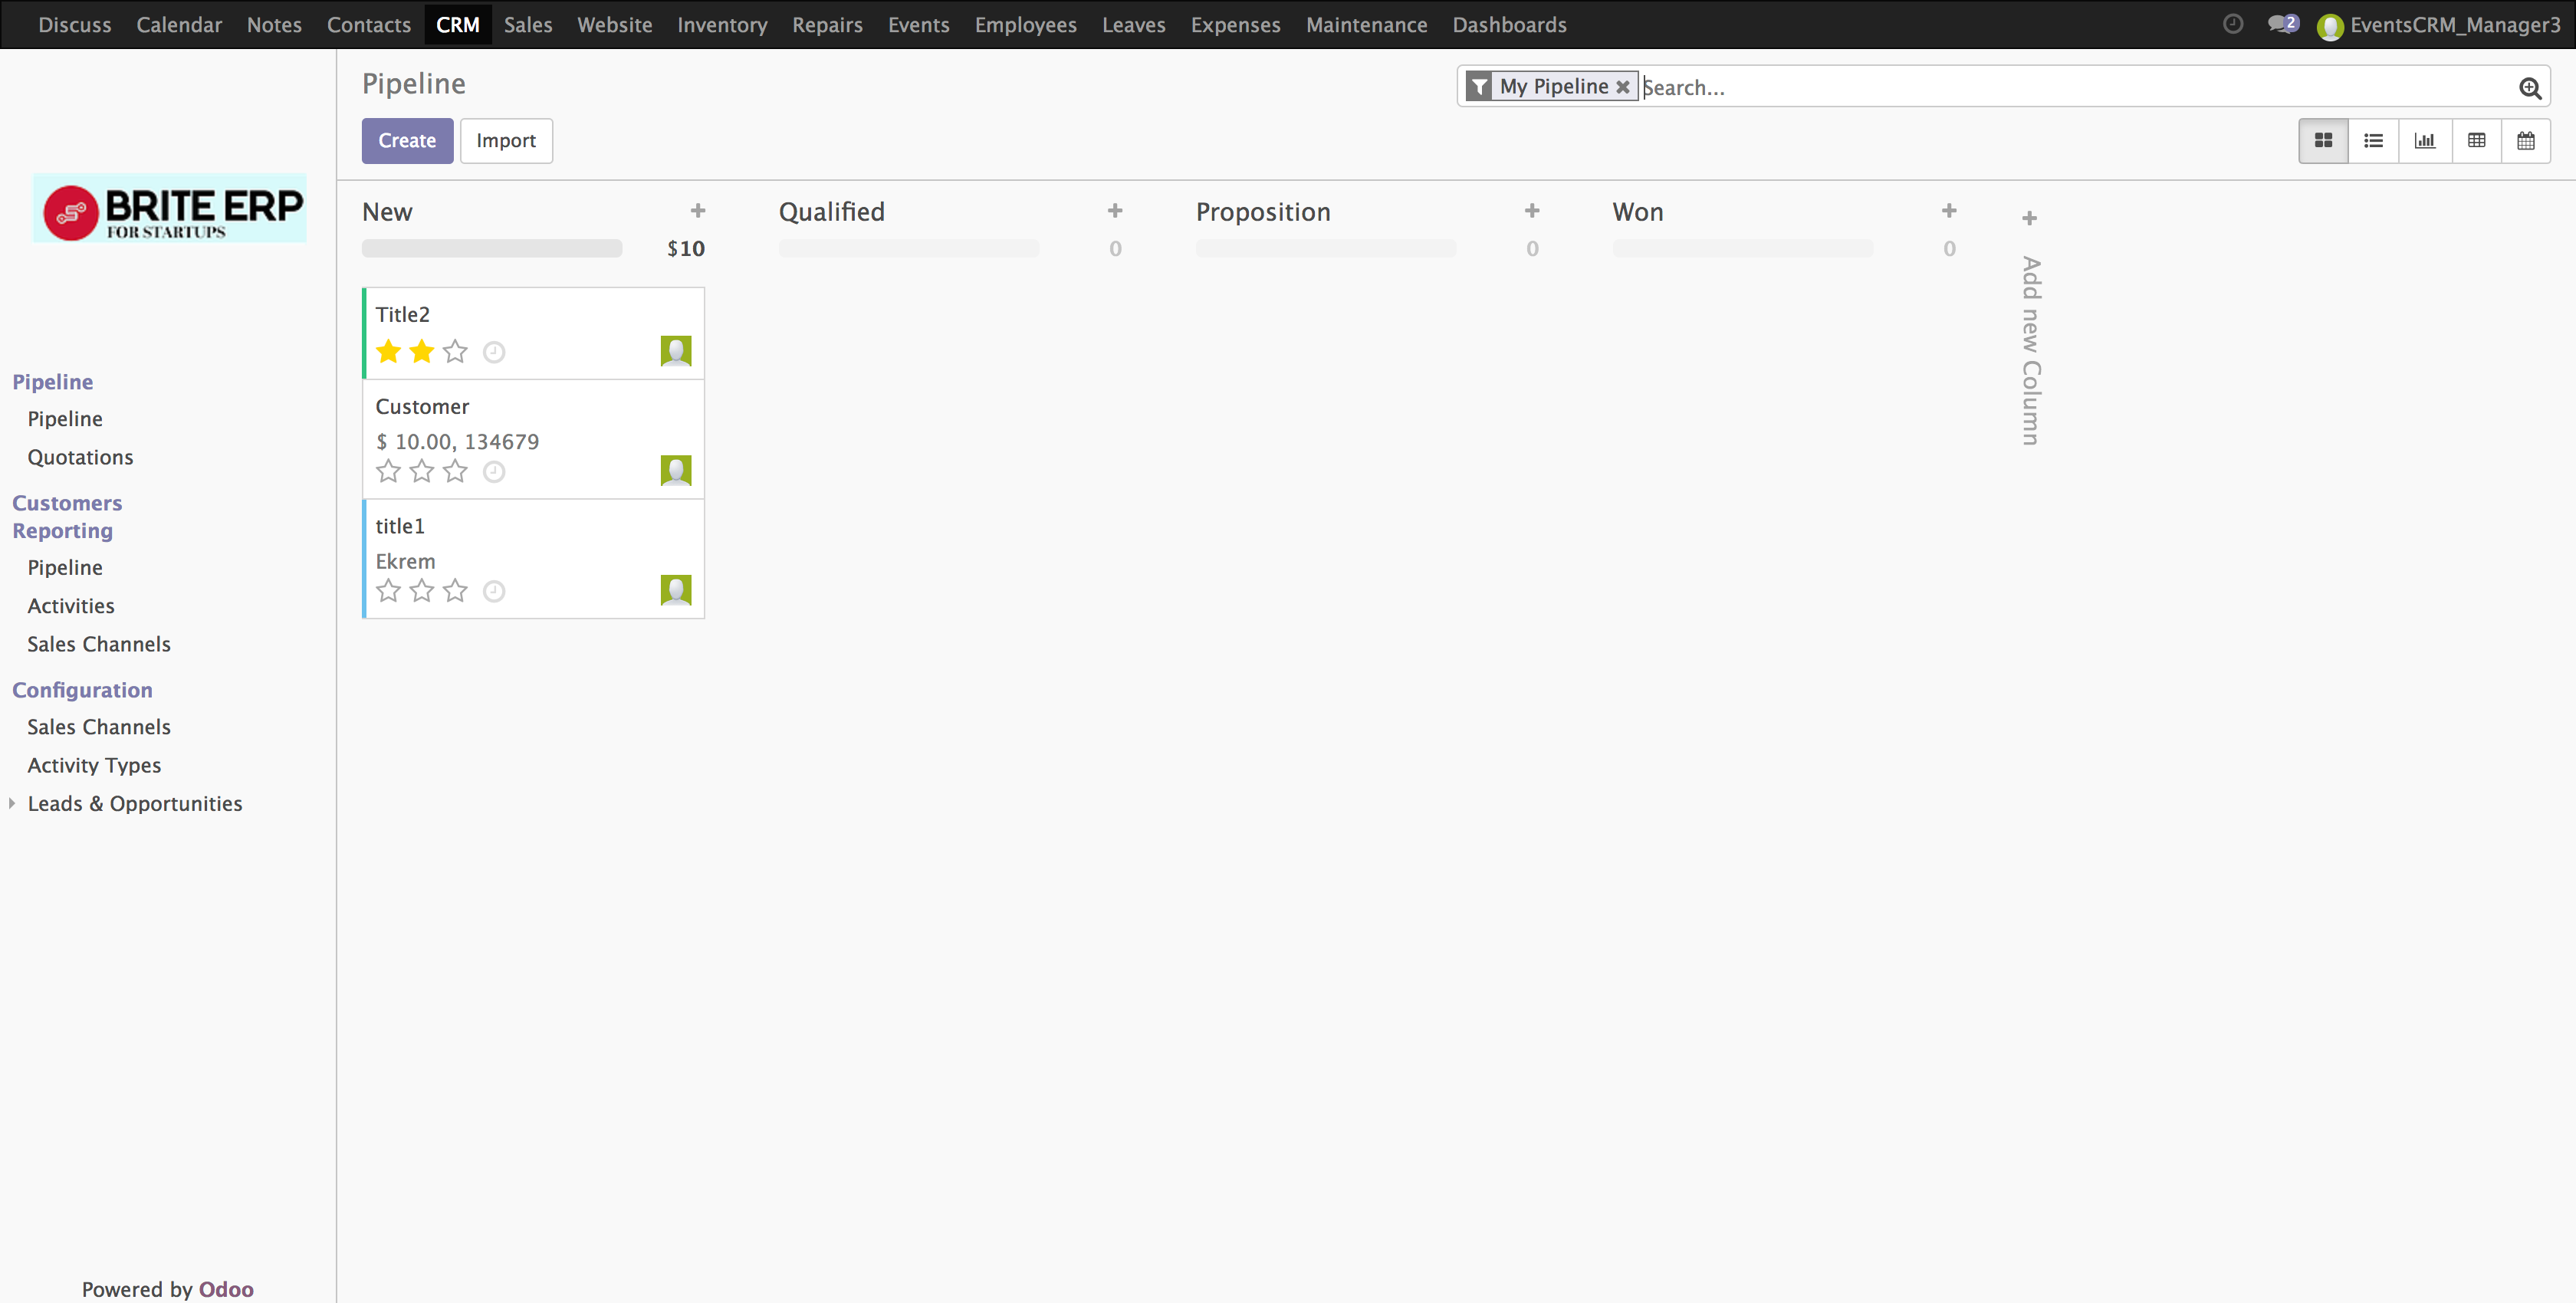 Discuss Calendar Notes Contacts CRM Sales Website Inventory Repairs Events Employees Leaves Expenses Maintenance Dashboards 2 EventsCRM_Manager3
Pipeline
My Pipeline Search...
Create Import
BRITE ERP
FOR STARTUPS
Pipeline
Pipeline
Quotations
Customers
Reporting
Pipeline
Activities
Sales Channels
Configuration
Sales Channels
Activity Types
Leads & Opportunities
Powered by Odoo
New
$10
Title2
Customer
$ 10.00, 134679
title1
Ekrem
Qualified
0
Proposition
0
Won
0
Add new Column